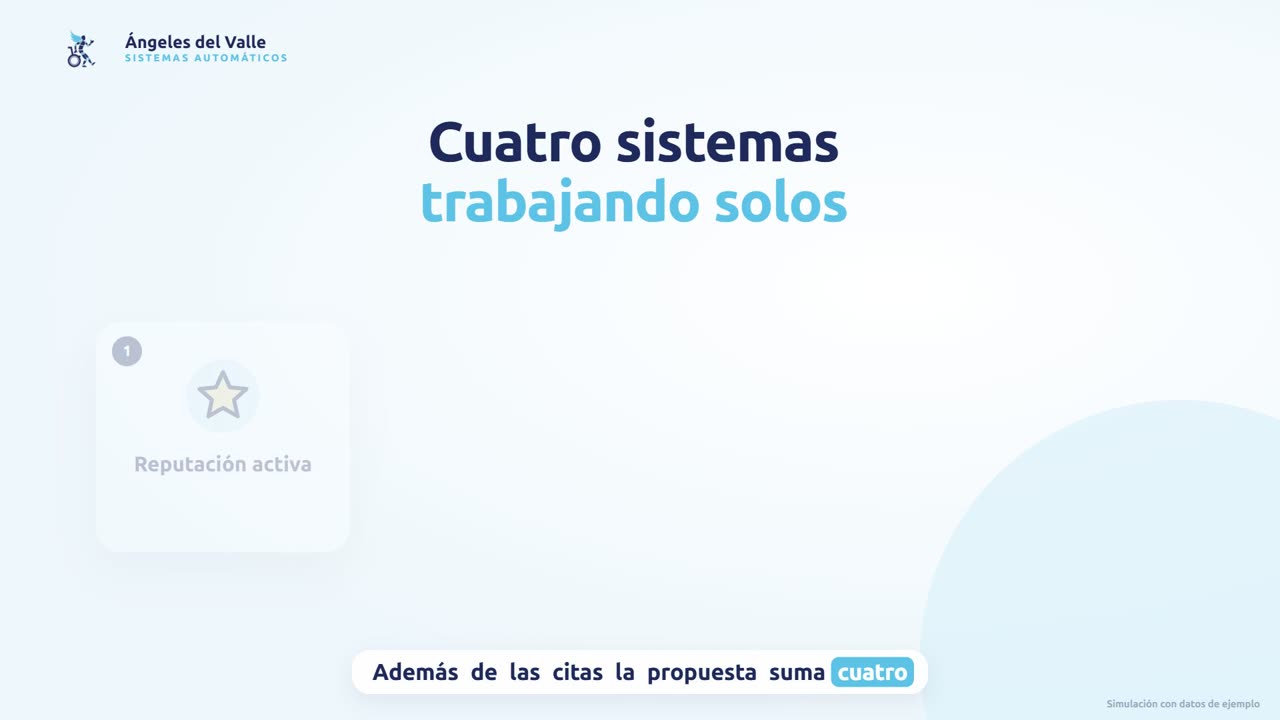 Ángeles del Valle
SISTEMAS AUTOMÁTICOS
Cuatro sistemas
trabajando solos
1
Reputación activa
Además de las citas la propuesta suma cuatro
Simulación con datos de ejemplo